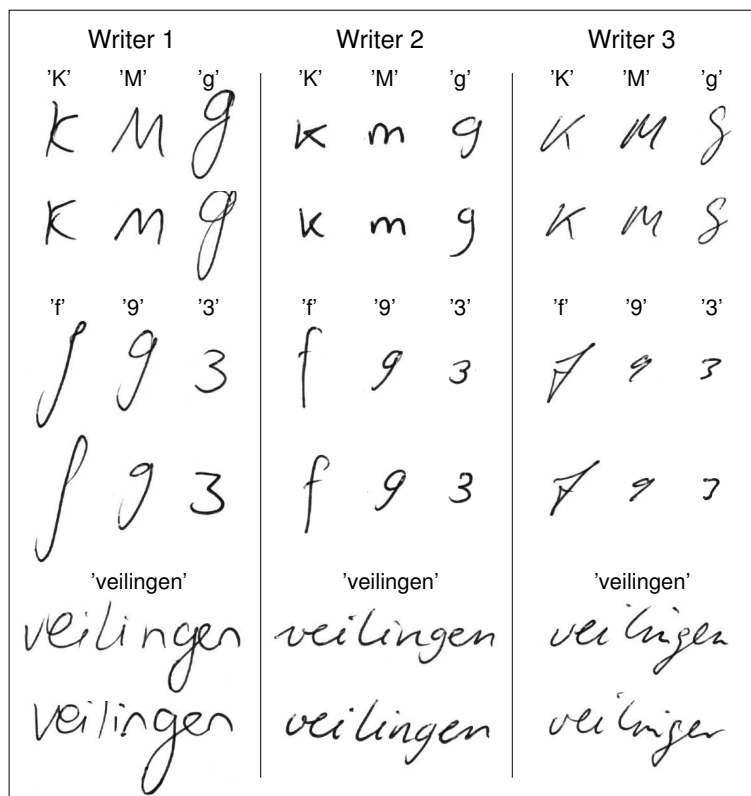 Writer 1 Writer 2 Writer 3
'K' 'M' 'g' 'K' 'M' 'g' 'K' 'M' 'g'
K M g K m g K M g
K M g K m g K M g
'f' '9' '3' 'f' '9' '3' 'f' '9' '3'
f 9 3 f 9 3 f 9 3
f 9 3 f 9 3 f 9 3
'veilingen' 'veilingen' 'veilingen'
veilingen veilingen veilingen
veilingen veilingen veilingen